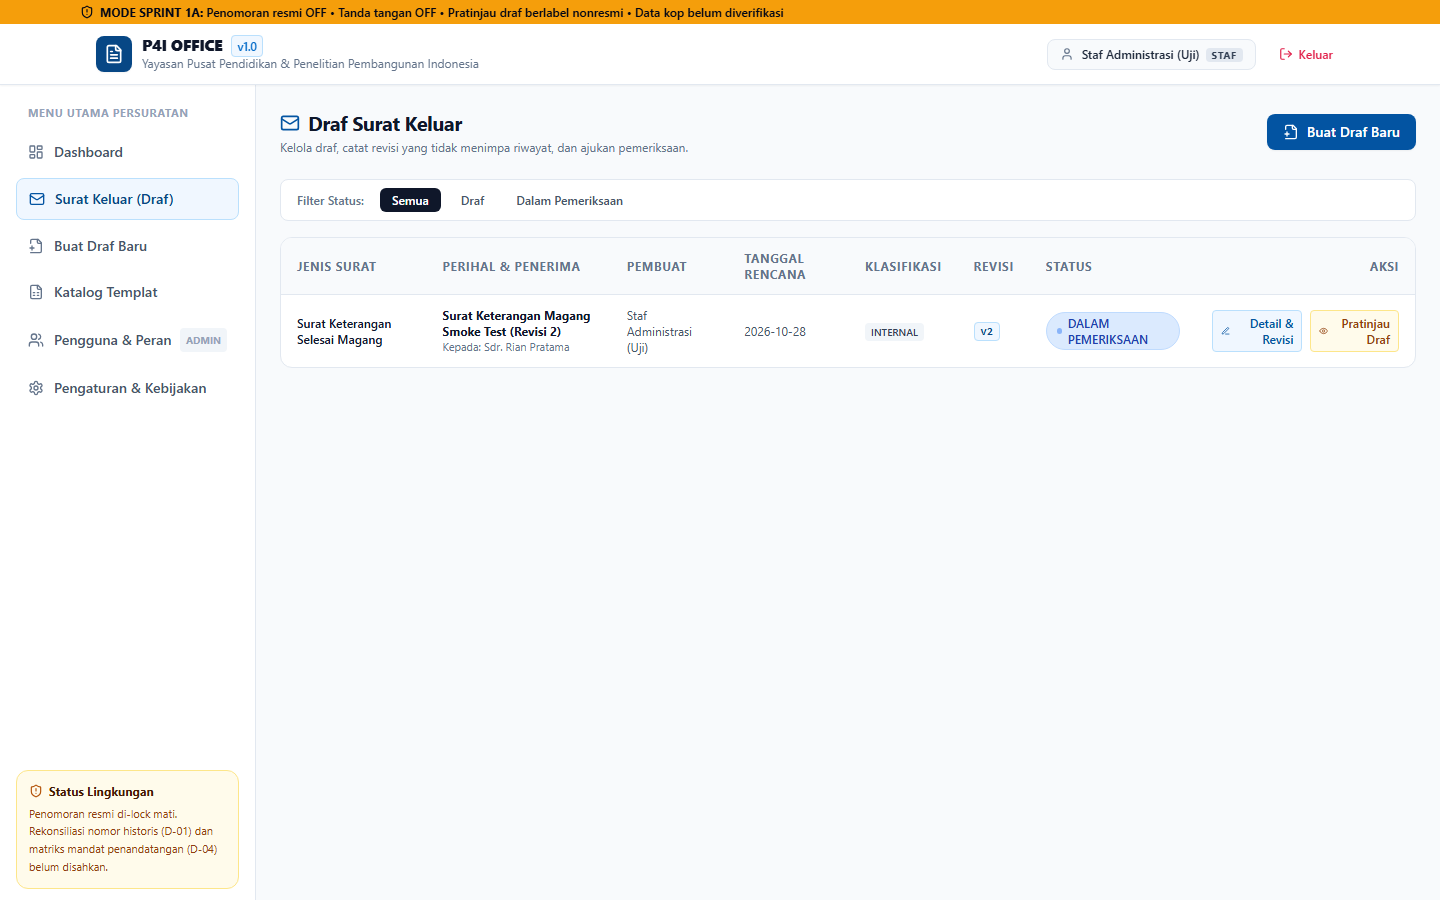 MODE SPRINT 1A: Penomoran resmi OFF • Tanda tangan OFF • Pratinjau draf berlabel nonresmi • Data kop belum diverifikasi
P4I OFFICE v1.0
Yayasan Pusat Pendidikan & Penelitian Pembangunan Indonesia
Staf Administrasi (Uji) STAF
Keluar
MENU UTAMA PERSURATAN
Dashboard
Surat Keluar (Draf)
Buat Draf Baru
Katalog Templat
Pengguna & Peran ADMIN
Pengaturan & Kebijakan
Status Lingkungan
Penomoran resmi di-lock mati.
Rekonsiliasi nomor historis (D-01) dan
matriks mandat penandatangan (D-04)
belum disahkan.
Draf Surat Keluar
Kelola draf, catat revisi yang tidak menimpa riwayat, dan ajukan pemeriksaan.
Buat Draf Baru
Filter Status: Semua Draf Dalam Pemeriksaan
JENIS SURAT
PERIHAL & PENERIMA
PEMBUAT
TANGGAL
RENCANA
KLASIFIKASI
REVISI
STATUS
AKSI
Surat Keterangan
Selesai Magang
Surat Keterangan Magang
Smoke Test (Revisi 2)
Kepada: Sdr. Rian Pratama
Staf
Administrasi
(Uji)
2026-10-28
INTERNAL
v2
DALAM
PEMERIKSAAN
Detail &
Revisi
Pratinjau
Draf